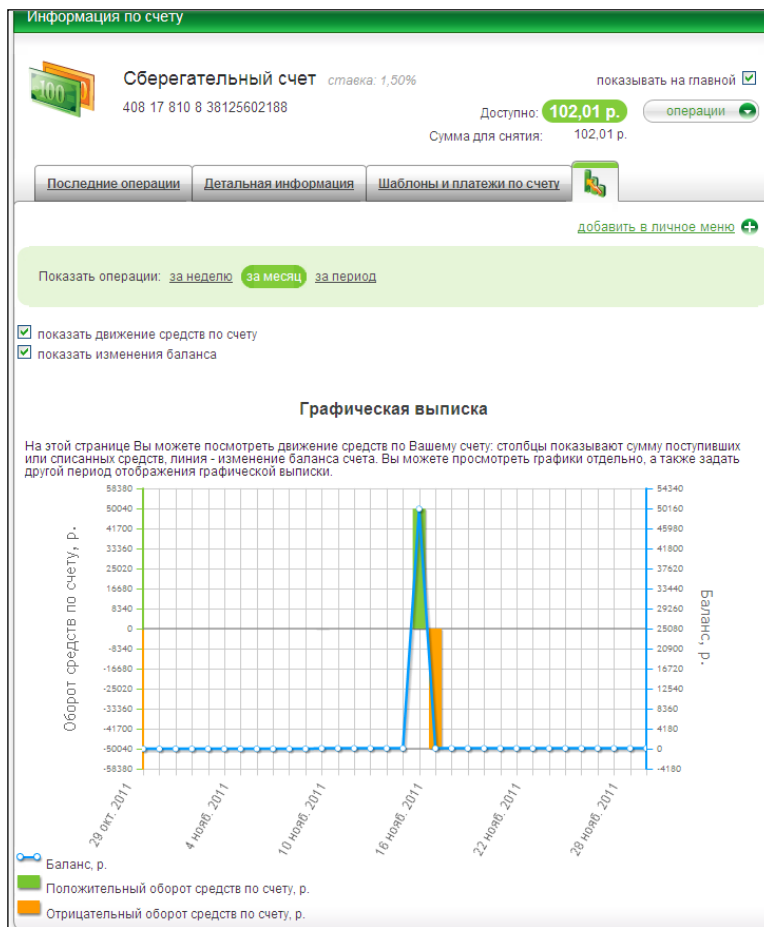 Информация по счету
Сберегательный счет ставка: 1,50%
показывать на главной
408 17 810 8 38125602188
Доступно: 102,01 р.
операции
Сумма для снятия: 102,01 р.
Последние операции
Детальная информация
Шаблоны и платежи по счету
добавить в личное меню
Показать операции: за неделю за месяц за период
показать движение средств по счету
показать изменения баланса
Графическая выписка
На этой странице Вы можете посмотреть движение средств по Вашему счету: столбцы показывают сумму поступивших
или списанных средств, линия - изменение баланса счета. Вы можете просмотреть графики отдельно, а также задать
другой период отображения графической выписки.
Оборот средств по счету, р.
58380
50040
41700
33360
25020
16680
8340
0
-8340
-16680
-25020
-33360
-41700
-50040
-58380
54340
50160
45980
41800
37620
33440
29260
25080
20900
16720
12540
8360
4180
0
-4180
Баланс, р.
29 окт. 2011
4 нояб. 2011
10 нояб. 2011
16 нояб. 2011
22 нояб. 2011
28 нояб. 2011
Баланс, р.
Положительный оборот средств по счету, р.
Отрицательный оборот средств по счету, р.